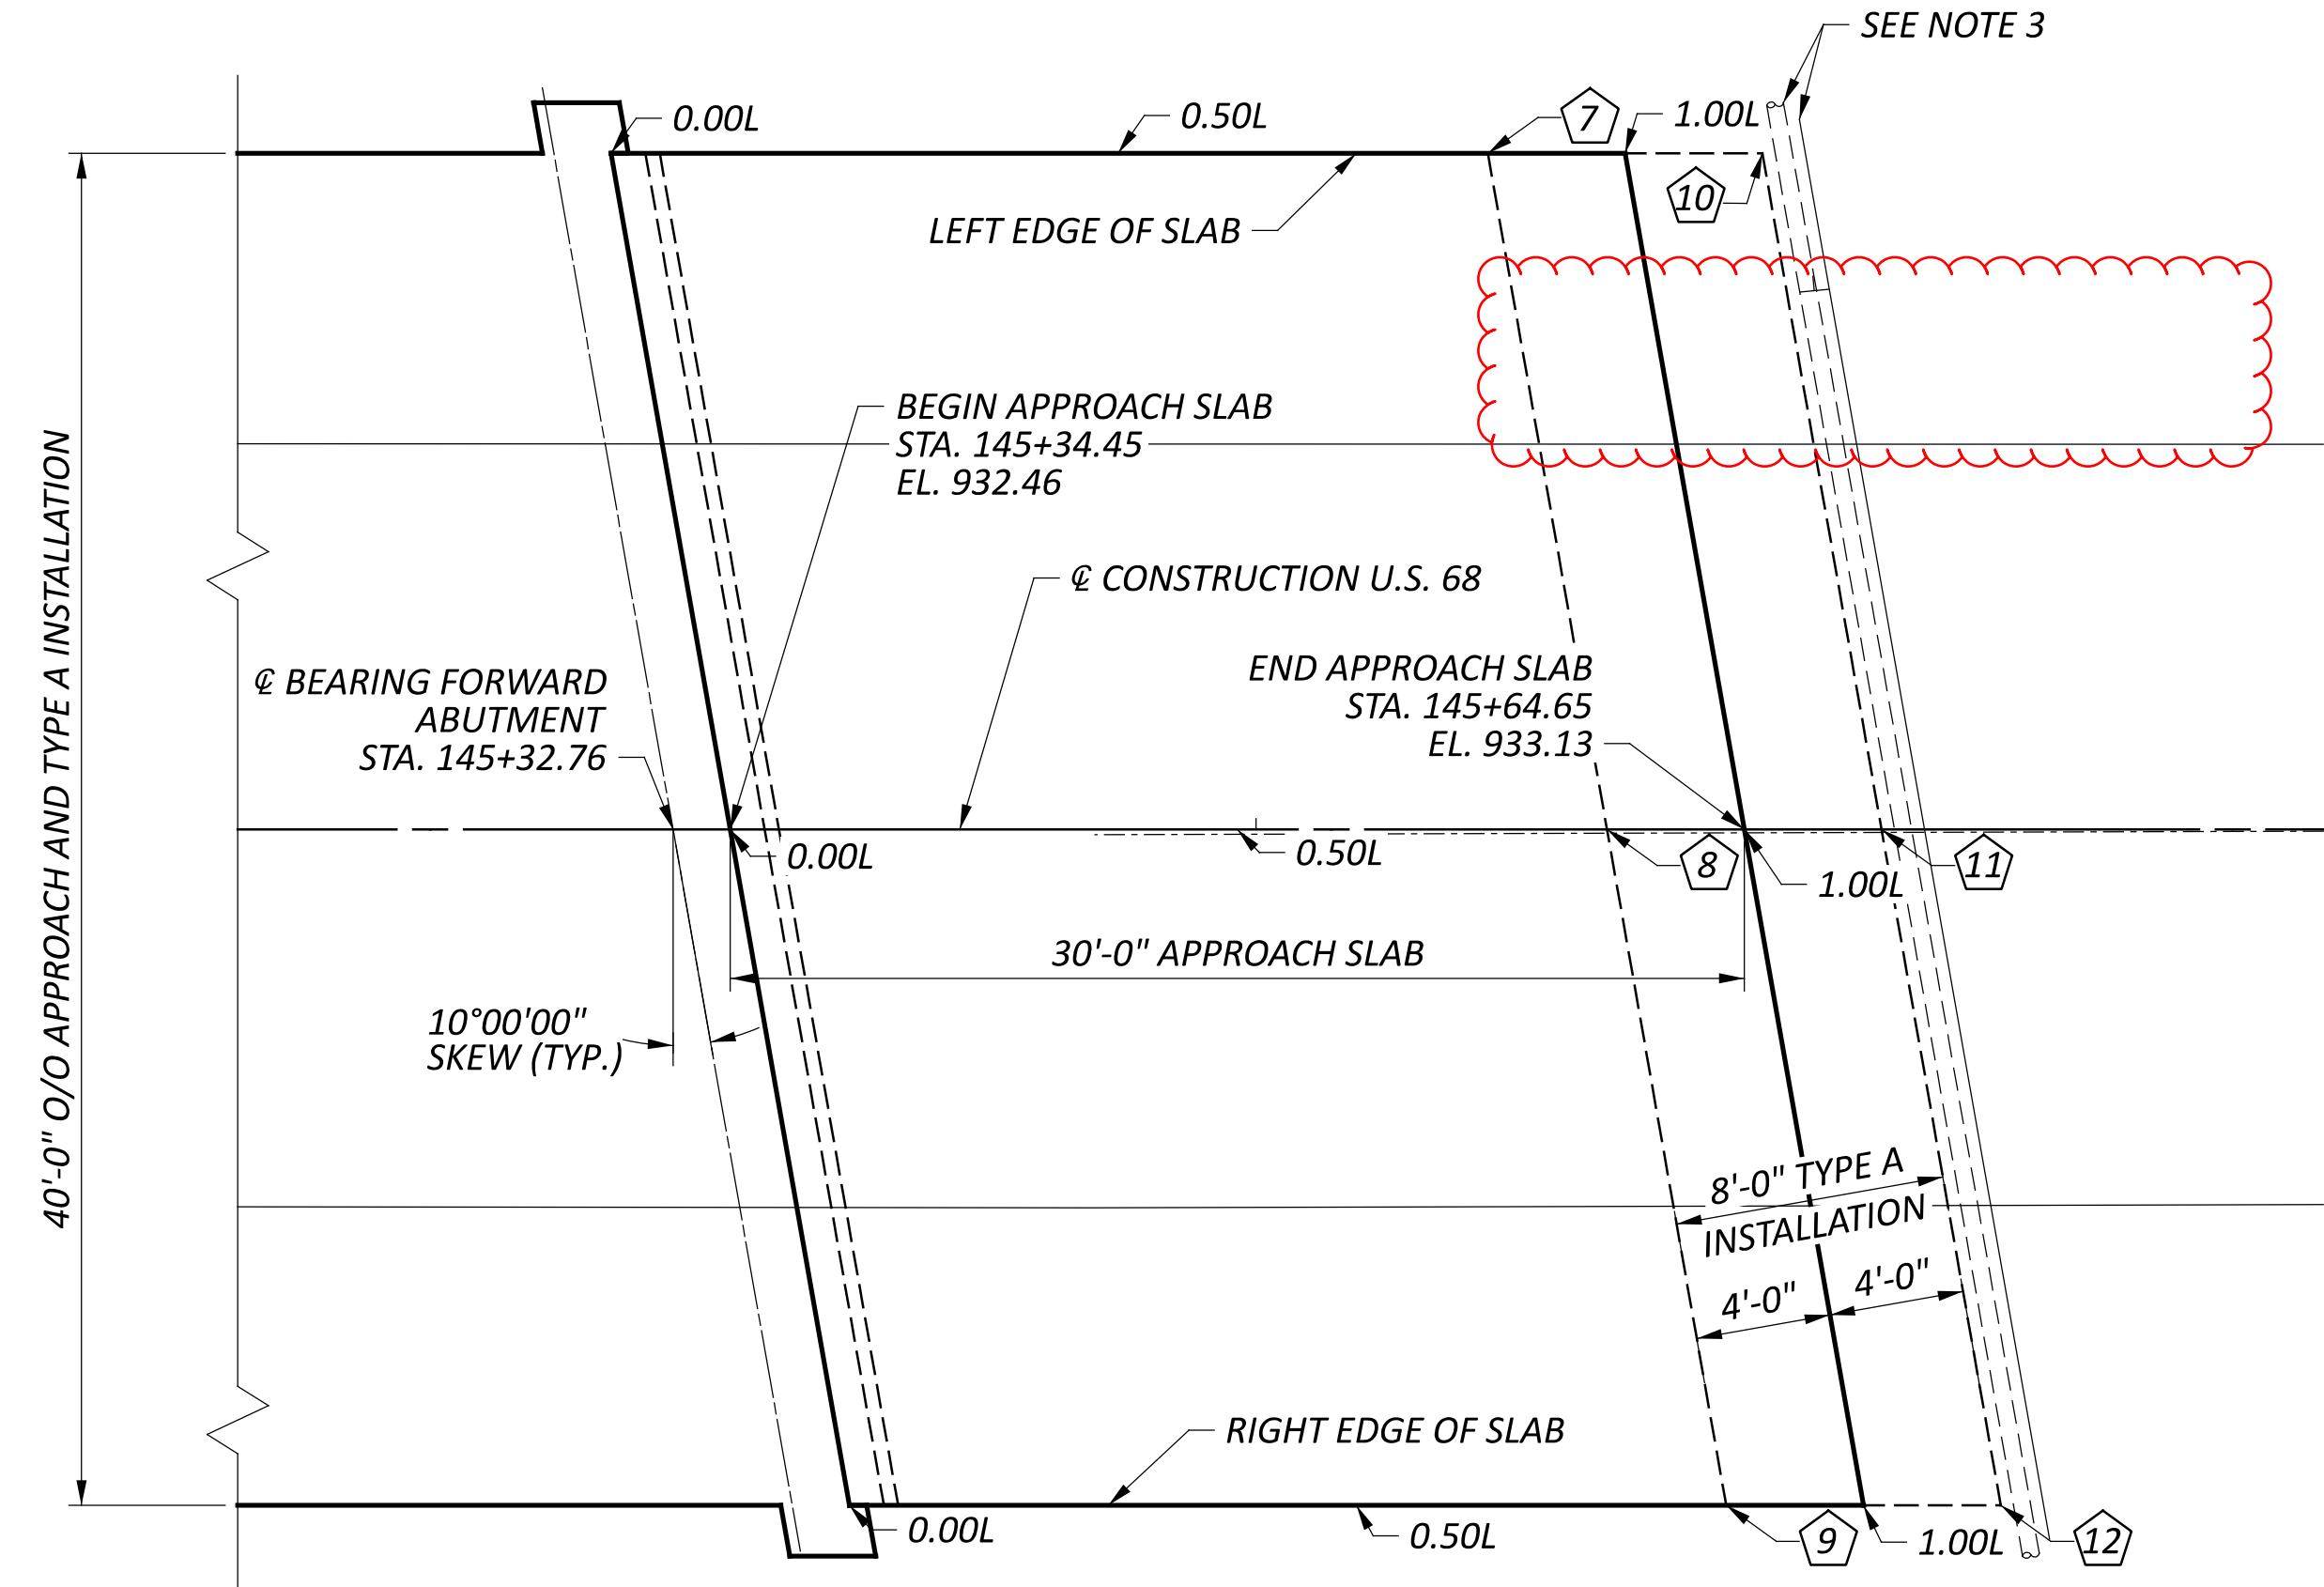 SEE NOTE 3
0.00L
0.50L
7
1.00L
10
LEFT EDGE OF SLAB
BEGIN APPROACH SLAB
STA. 145+34.45
EL. 932.46
℄ CONSTRUCTION U.S. 68
℄ BEARING FORWARD
ABUTMENT
STA. 145+32.76
END APPROACH SLAB
STA. 145+64.65
EL. 933.13
40'-0" O/O APPROACH AND TYPE A INSTALLATION
0.00L
0.50L
8
1.00L
11
30'-0" APPROACH SLAB
10°00'00"
SKEW (TYP.)
8'-0" TYPE A
INSTALLATION
4'-0"
4'-0"
RIGHT EDGE OF SLAB
0.00L
0.50L
9
1.00L
12